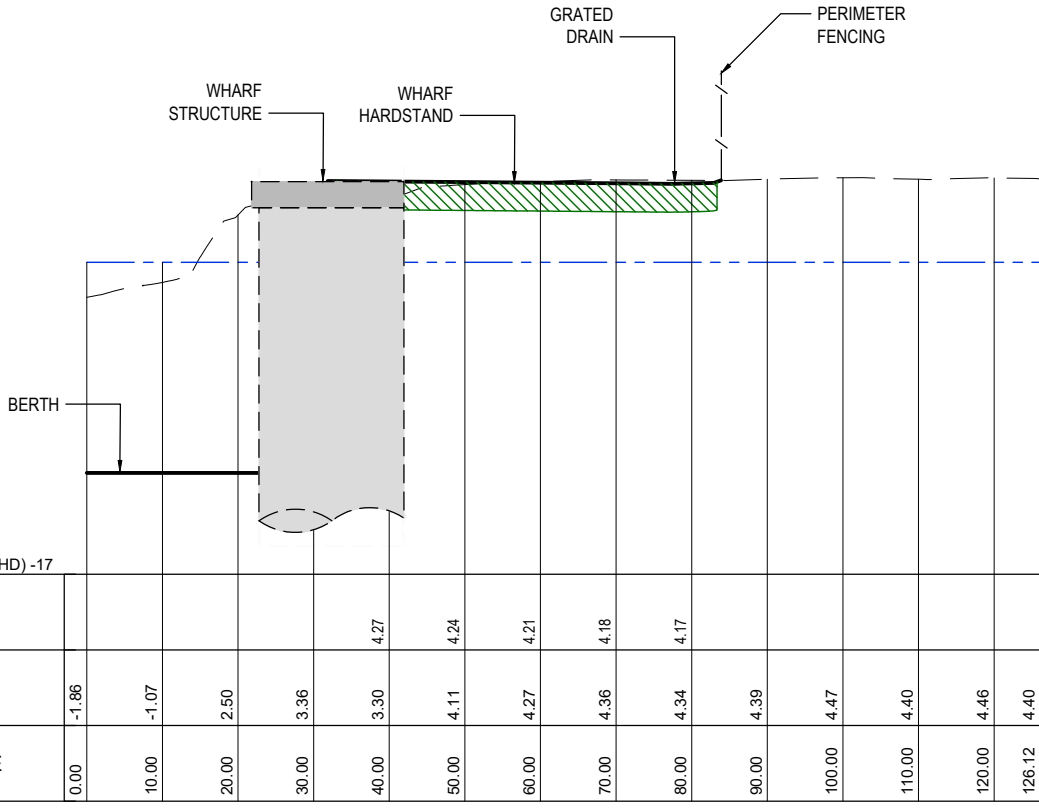 GRATED
DRAIN
PERIMETER
FENCING
WHARF
STRUCTURE
WHARF
HARDSTAND
BERTH
HD) -17
4.27 4.24 4.21 4.18 4.17
-1.86 -1.07 2.50 3.36 3.30 4.11 4.27 4.36 4.34 4.39 4.47 4.40 4.46 4.40
0.00 10.00 20.00 30.00 40.00 50.00 60.00 70.00 80.00 90.00 100.00 110.00 120.00 126.12